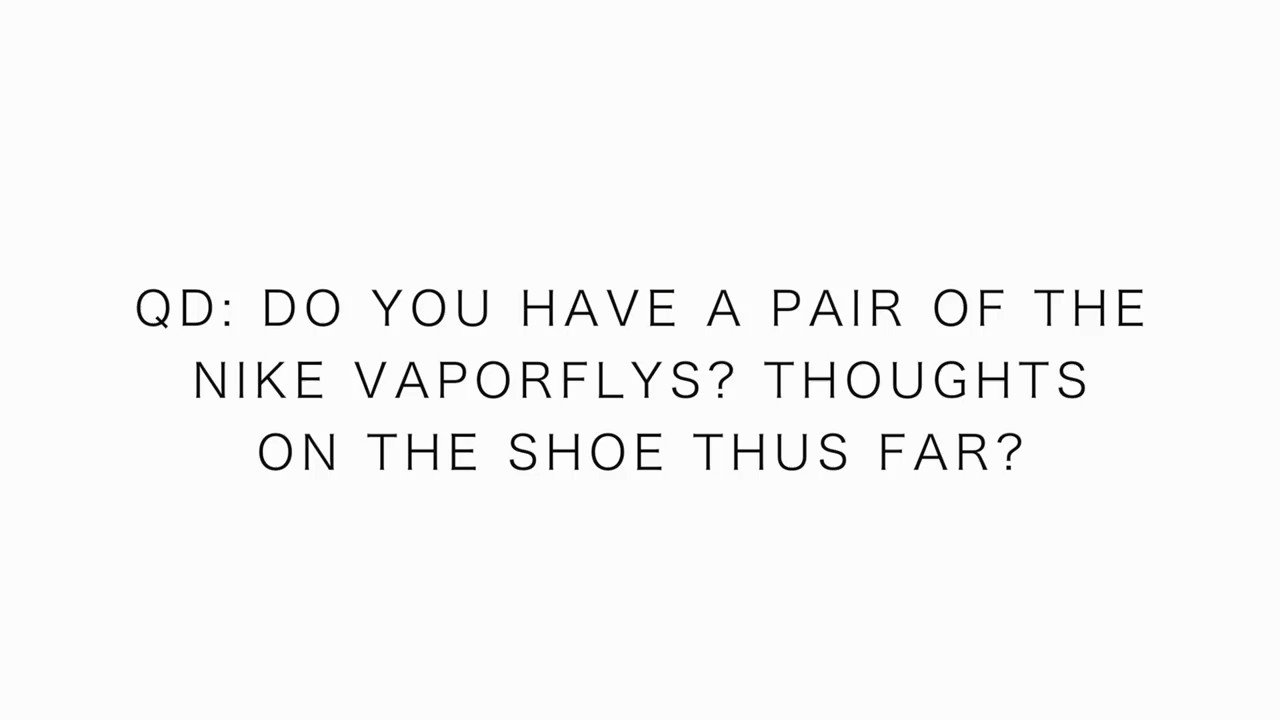 QD: DO YOU HAVE A PAIR OF THE
NIKE VAPORFLYS? THOUGHTS
ON THE SHOE THUS FAR?